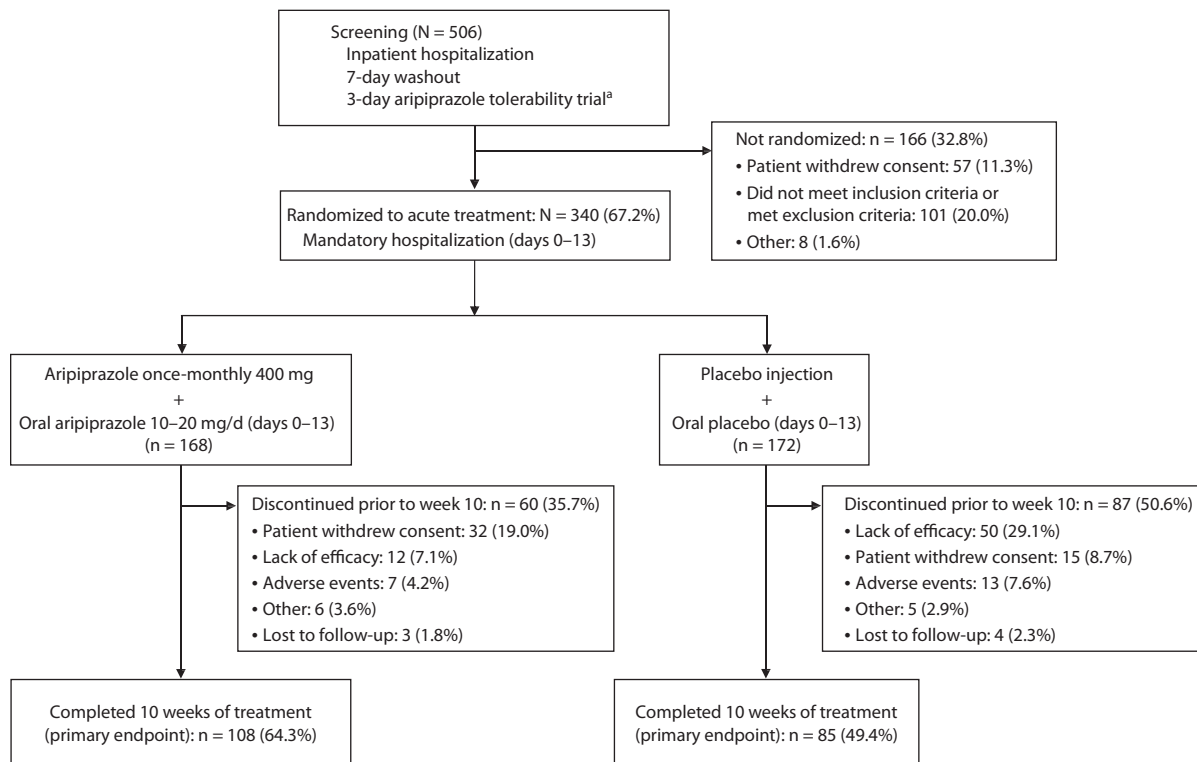 Screening (N = 506)
Inpatient hospitalization
7-day washout
3-day aripiprazole tolerability trialᵃ
Not randomized: n = 166 (32.8%)
• Patient withdrew consent: 57 (11.3%)
• Did not meet inclusion criteria or
met exclusion criteria: 101 (20.0%)
• Other: 8 (1.6%)
Randomized to acute treatment: N = 340 (67.2%)
Mandatory hospitalization (days 0–13)
Aripiprazole once-monthly 400 mg
+
Oral aripiprazole 10–20 mg/d (days 0–13)
(n = 168)
Placebo injection
+
Oral placebo (days 0–13)
(n = 172)
Discontinued prior to week 10: n = 60 (35.7%)
• Patient withdrew consent: 32 (19.0%)
• Lack of efficacy: 12 (7.1%)
• Adverse events: 7 (4.2%)
• Other: 6 (3.6%)
• Lost to follow-up: 3 (1.8%)
Discontinued prior to week 10: n = 87 (50.6%)
• Lack of efficacy: 50 (29.1%)
• Patient withdrew consent: 15 (8.7%)
• Adverse events: 13 (7.6%)
• Other: 5 (2.9%)
• Lost to follow-up: 4 (2.3%)
Completed 10 weeks of treatment
(primary endpoint): n = 108 (64.3%)
Completed 10 weeks of treatment
(primary endpoint): n = 85 (49.4%)